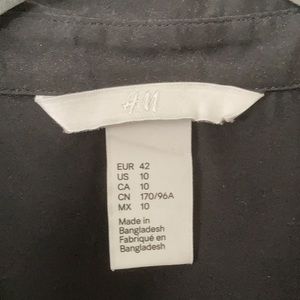 H&M
EUR 42
US 10
CA 10
CN 170/96A
MX 10
Made in
Bangladesh
Fabriqué en
Bangladesh